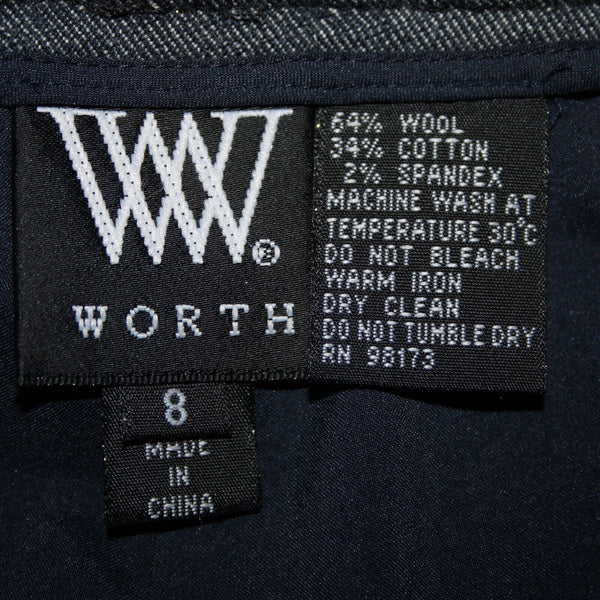 W
®
WORTH
8
MADE
IN
CHINA
64% WOOL
34% COTTON
2% SPANDEX
MACHINE WASH AT
TEMPERATURE 30°C
DO NOT BLEACH
WARM IRON
DRY CLEAN
DO NOT TUMBLE DRY
RN 98173